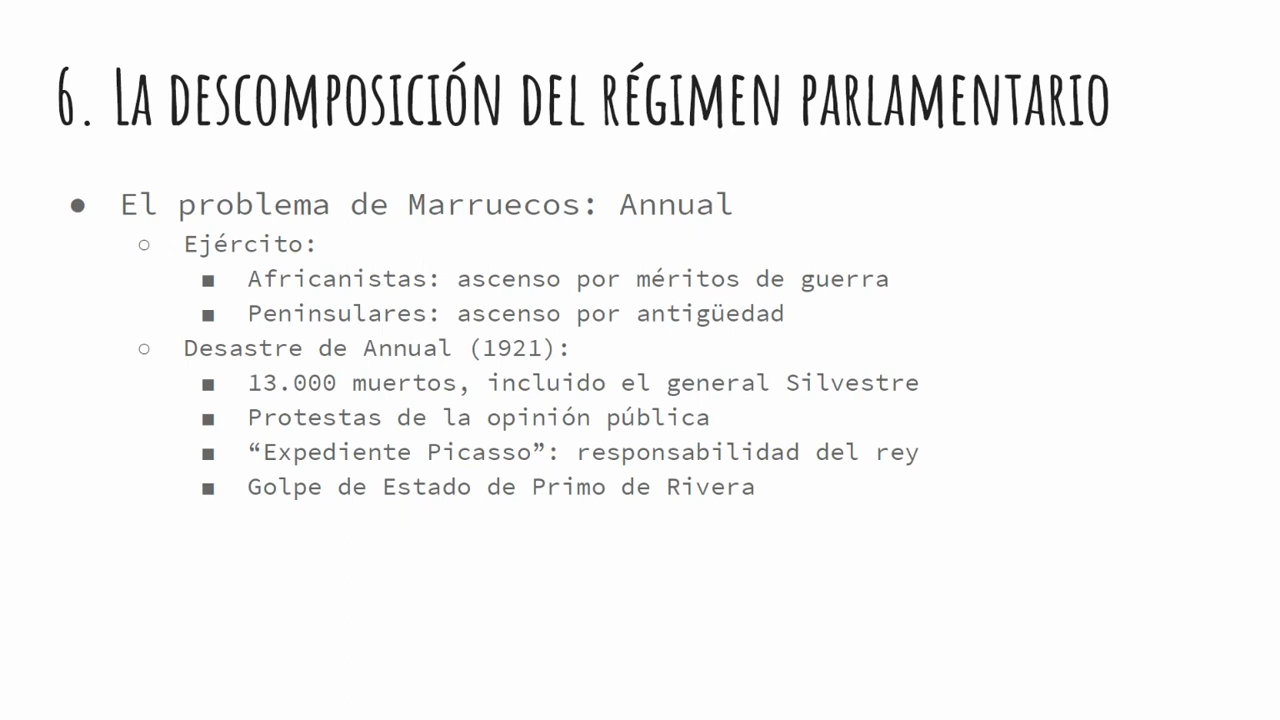 6. La descomposición del régimen parlamentario
● El problema de Marruecos: Annual
○ Ejército:
■ Africanistas: ascenso por méritos de guerra
■ Peninsulares: ascenso por antigüedad
○ Desastre de Annual (1921):
■ 13.000 muertos, incluido el general Silvestre
■ Protestas de la opinión pública
■ “Expediente Picasso”: responsabilidad del rey
■ Golpe de Estado de Primo de Rivera